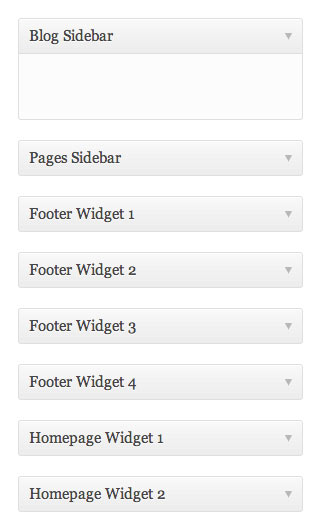 Blog Sidebar
Pages Sidebar
Footer Widget 1
Footer Widget 2
Footer Widget 3
Footer Widget 4
Homepage Widget 1
Homepage Widget 2